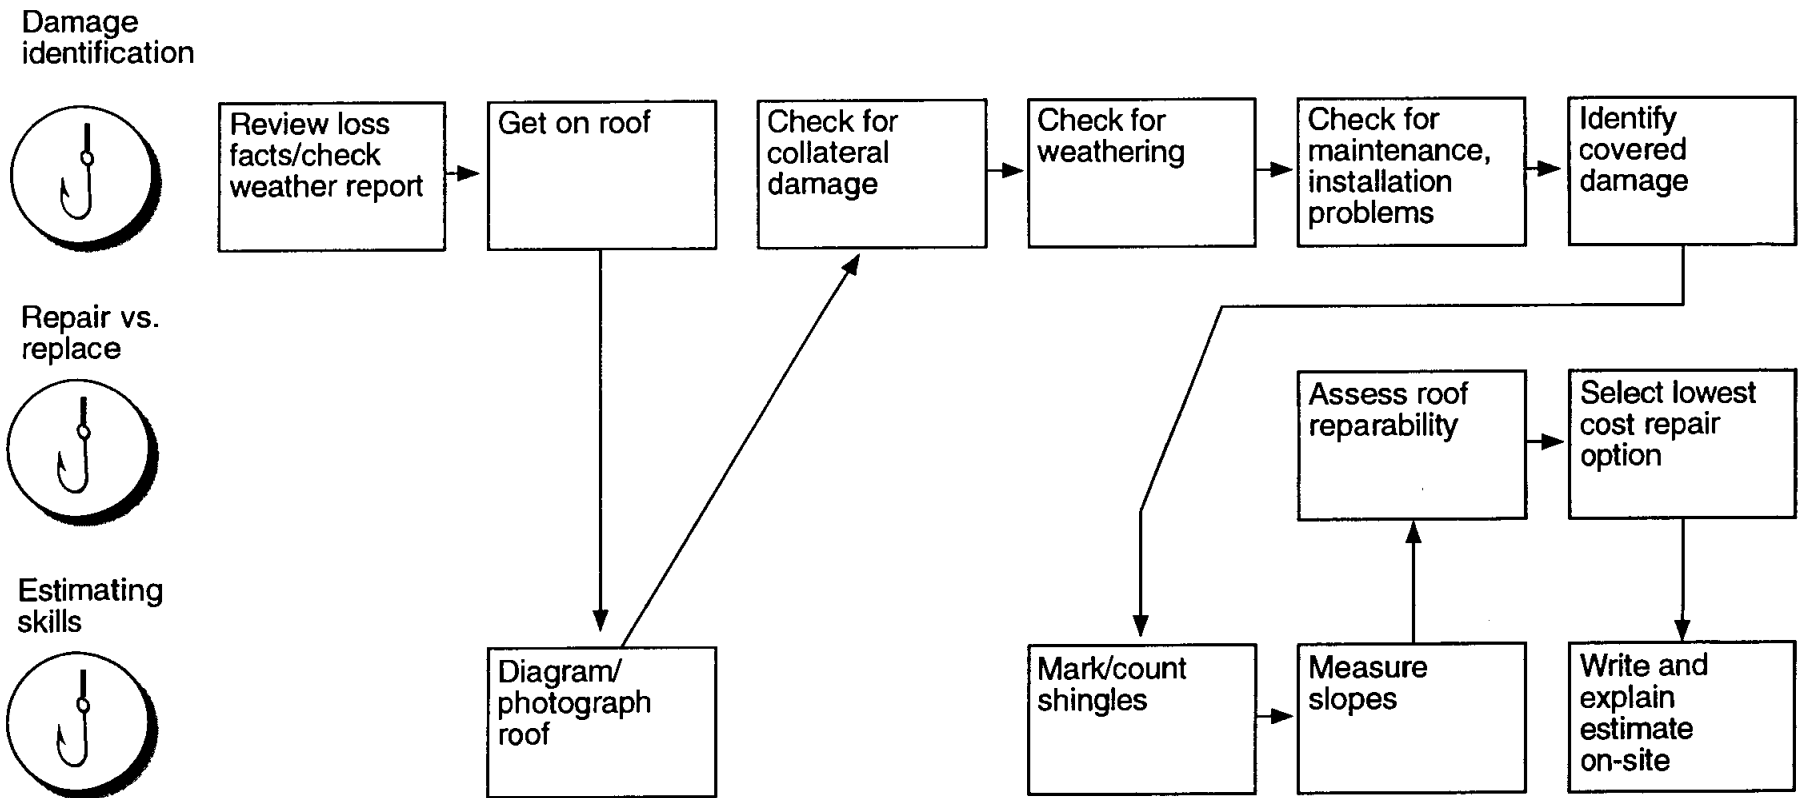 Damage
identification
Review loss
facts/check
weather report
Get on roof
Check for
collateral
damage
Check for
weathering
Check for
maintenance,
installation
problems
Identify
covered
damage
Repair vs.
replace
Assess roof
reparability
Select lowest
cost repair
option
Estimating
skills
Diagram/
photograph
roof
Mark/count
shingles
Measure
slopes
Write and
explain
estimate
on-site